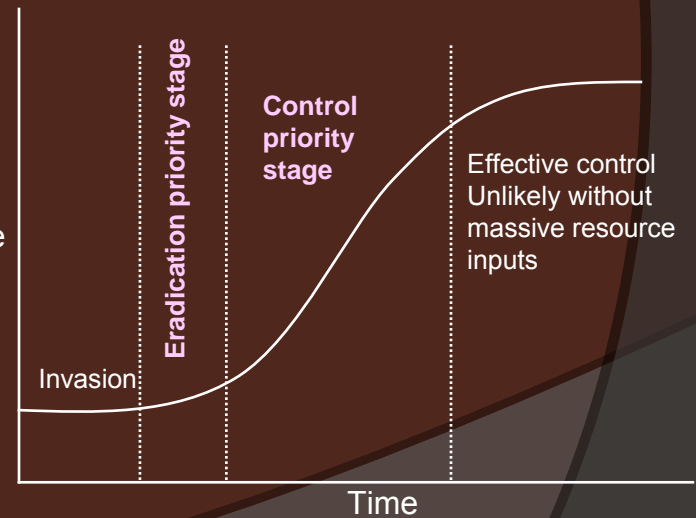 Eradication priority stage
Control
priority
stage
Effective control
Unlikely without
massive resource
inputs
e
Invasion
Time